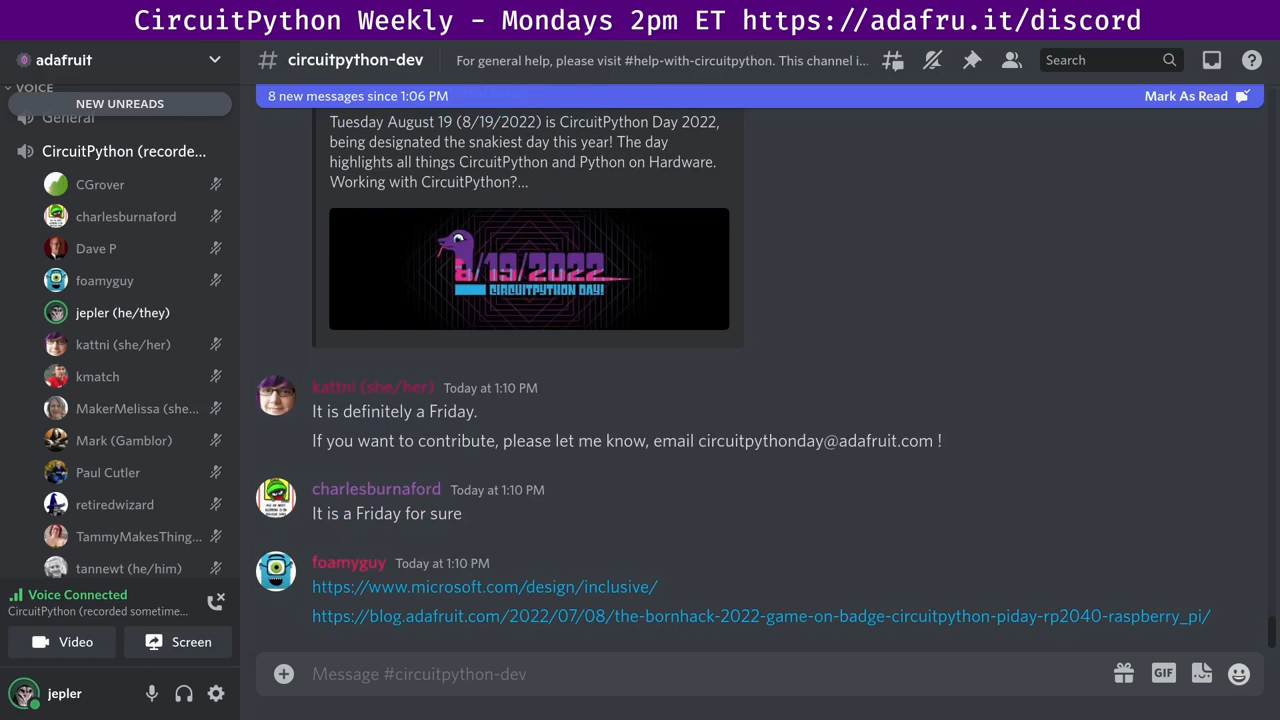 CircuitPython Weekly - Mondays 2pm ET https://adafru.it/discord
adafruit
VOICE
NEW UNREADS
General
CircuitPython (recorde...
CGrover
charlesburnaford
Dave P
foamyguy
jepler (he/they)
kattni (she/her)
kmatch
MakerMelissa (she...
Mark (Gamblor)
Paul Cutler
retiredwizard
TammyMakesThing...
tannewt (he/him)
Voice Connected
CircuitPython (recorded sometime...
Video
Screen
jepler
circuitpython-dev
For general help, please visit #help-with-circuitpython. This channel i...
Search
8 new messages since 1:06 PM
Mark As Read
Tuesday August 19 (8/19/2022) is CircuitPython Day 2022,
being designated the snakiest day this year! The day
highlights all things CircuitPython and Python on Hardware.
Working with CircuitPython?...
8/19/2022
CIRCUITPYTHON DAY!
kattni (she/her) Today at 1:10 PM
It is definitely a Friday.
If you want to contribute, please let me know, email circuitpythonday@adafruit.com !
charlesburnaford Today at 1:10 PM
It is a Friday for sure
foamyguy Today at 1:10 PM
https://www.microsoft.com/design/inclusive/
https://blog.adafruit.com/2022/07/08/the-bornhack-2022-game-on-badge-circuitpython-piday-rp2040-raspberry_pi/
Message #circuitpython-dev
GIF